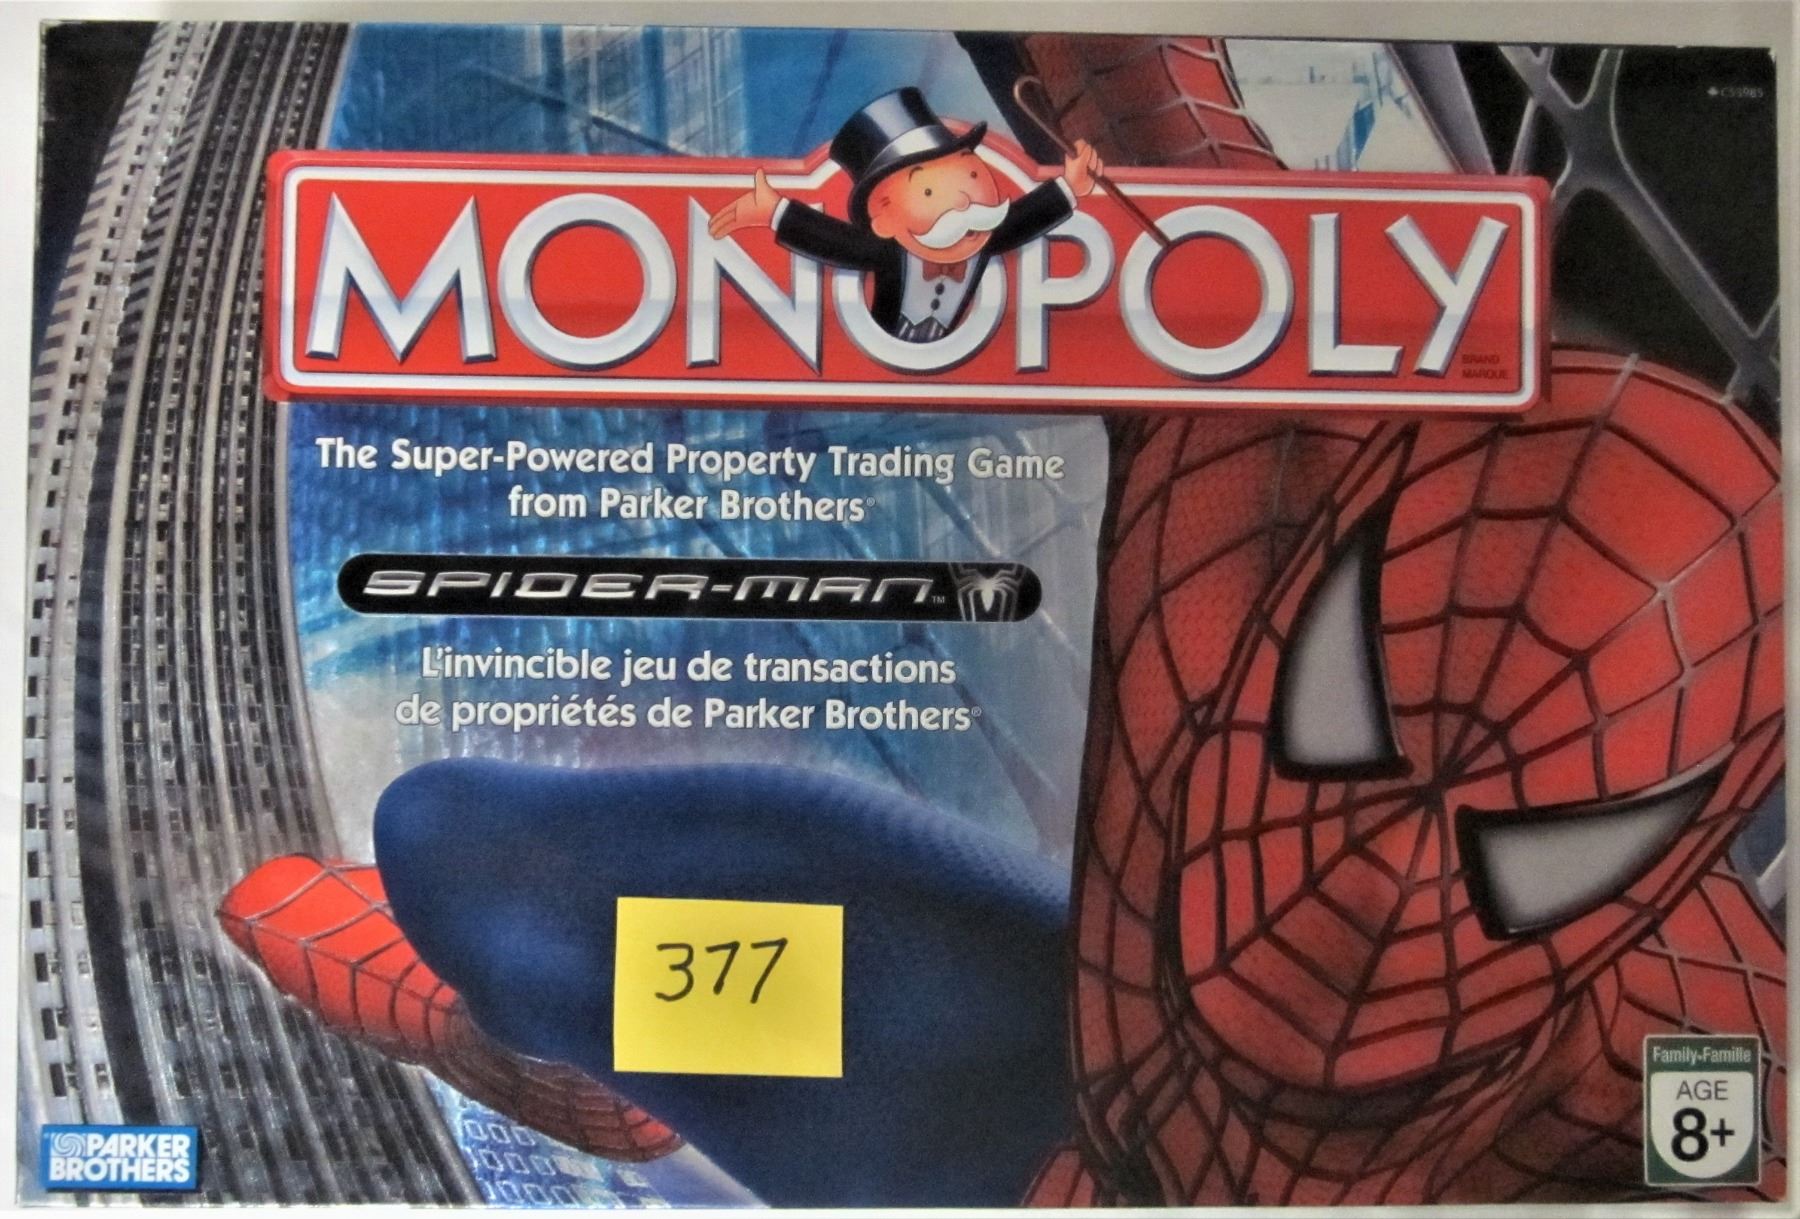 C53985
MONOPOLY
BRAND
MARQUE
The Super-Powered Property Trading Game
from Parker Brothers®
SPIDER-MAN™
L'invincible jeu de transactions
de propriétés de Parker Brothers®
377
Family•Famille
AGE
8+
PARKER
BROTHERS